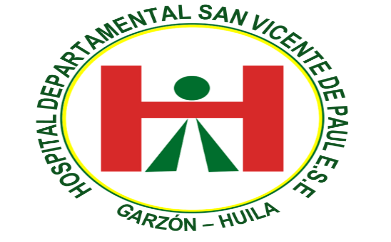 HOSPITAL DEPARTAMENTAL SAN VICENTE DE PAUL E.S.E
GARZÓN – HUILA